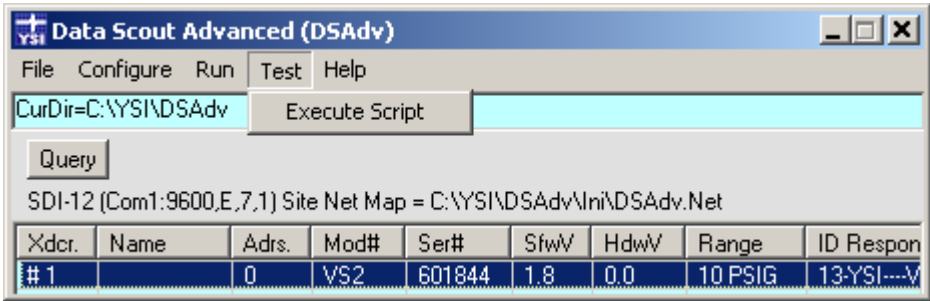 YSI Data Scout Advanced (DSAdv)
File Configure Run Test Help
CurDir=C:\YSI\DSAdv Execute Script
Query
SDI-12 (Com1:9600,E,7,1) Site Net Map = C:\YSI\DSAdv\Ini\DSAdv.Net
Xdcr. Name Adrs. Mod# Ser# SfwV HdwV Range ID Respon
# 1 0 VS2 601844 1.8 0.0 10 PSIG 13-YSI----V